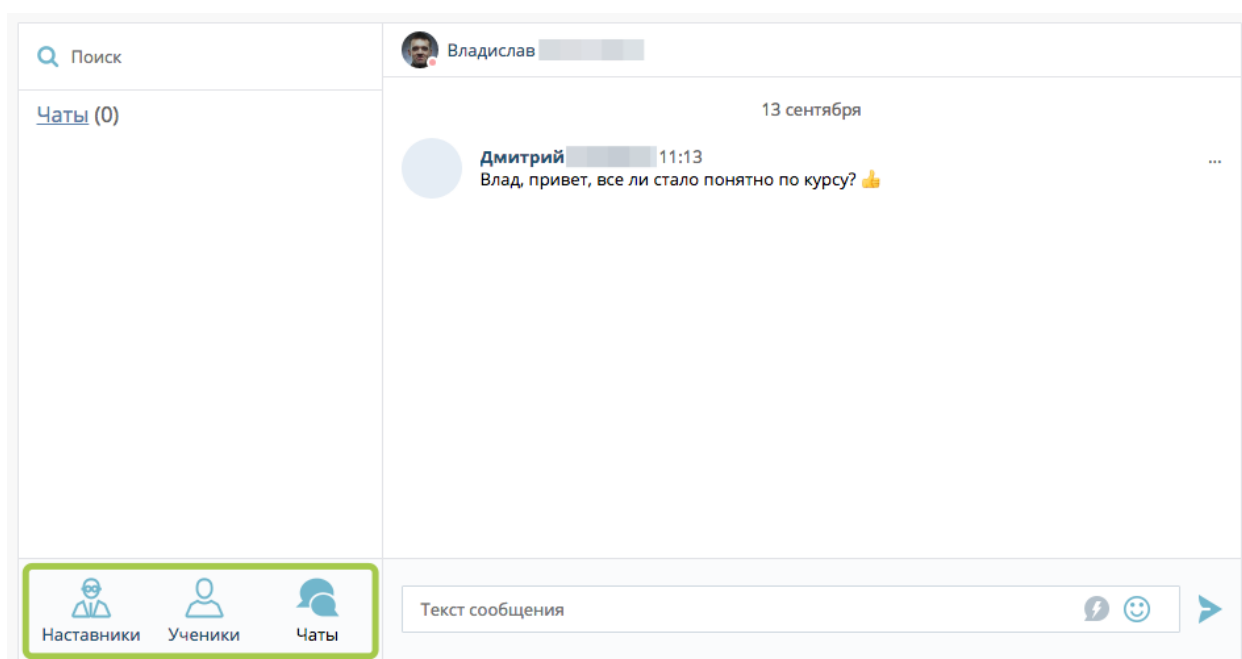 Поиск
Чаты (0)
Владислав
13 сентября
Дмитрий 11:13
...
Влад, привет, все ли стало понятно по курсу? 👍
Наставники Ученики Чаты
Текст сообщения